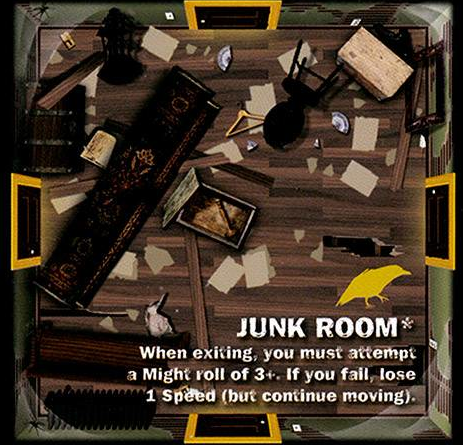 JUNK ROOM*
When exiting, you must attempt
a Might roll of 3+. If you fail, lose
1 Speed (but continue moving).